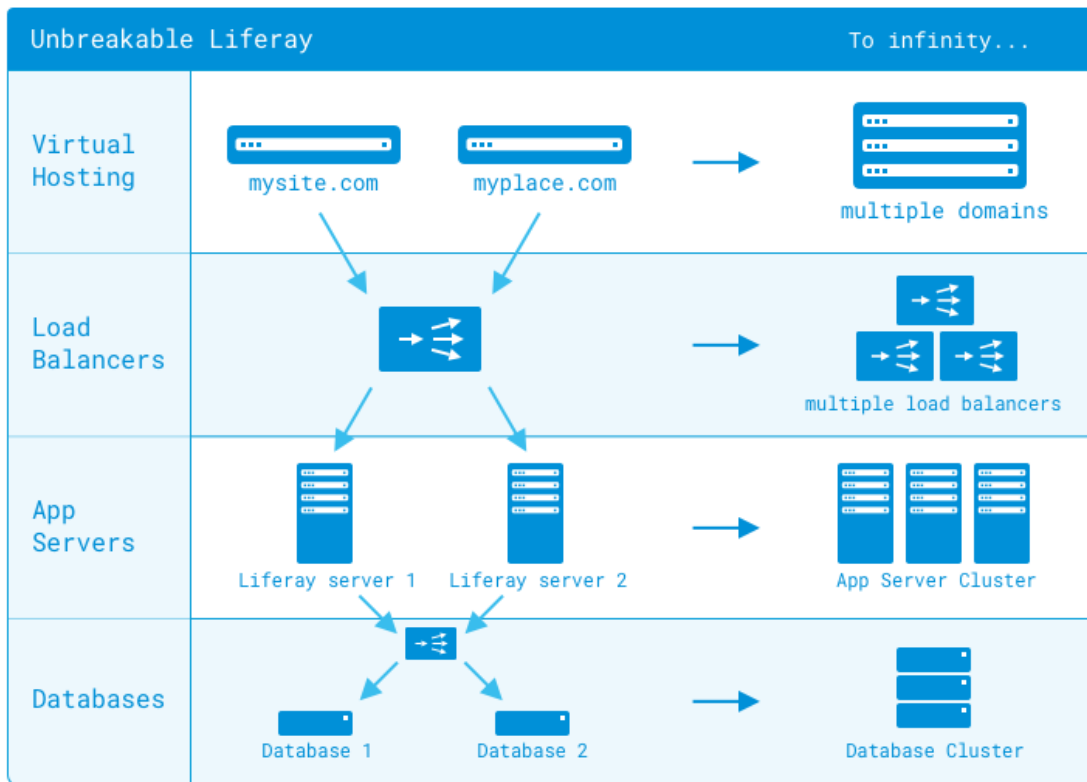 Unbreakable Liferay
To infinity...
Virtual
Hosting
mysite.com
myplace.com
multiple domains
Load
Balancers
multiple load balancers
App
Servers
Liferay server 1
Liferay server 2
App Server Cluster
Databases
Database 1
Database 2
Database Cluster